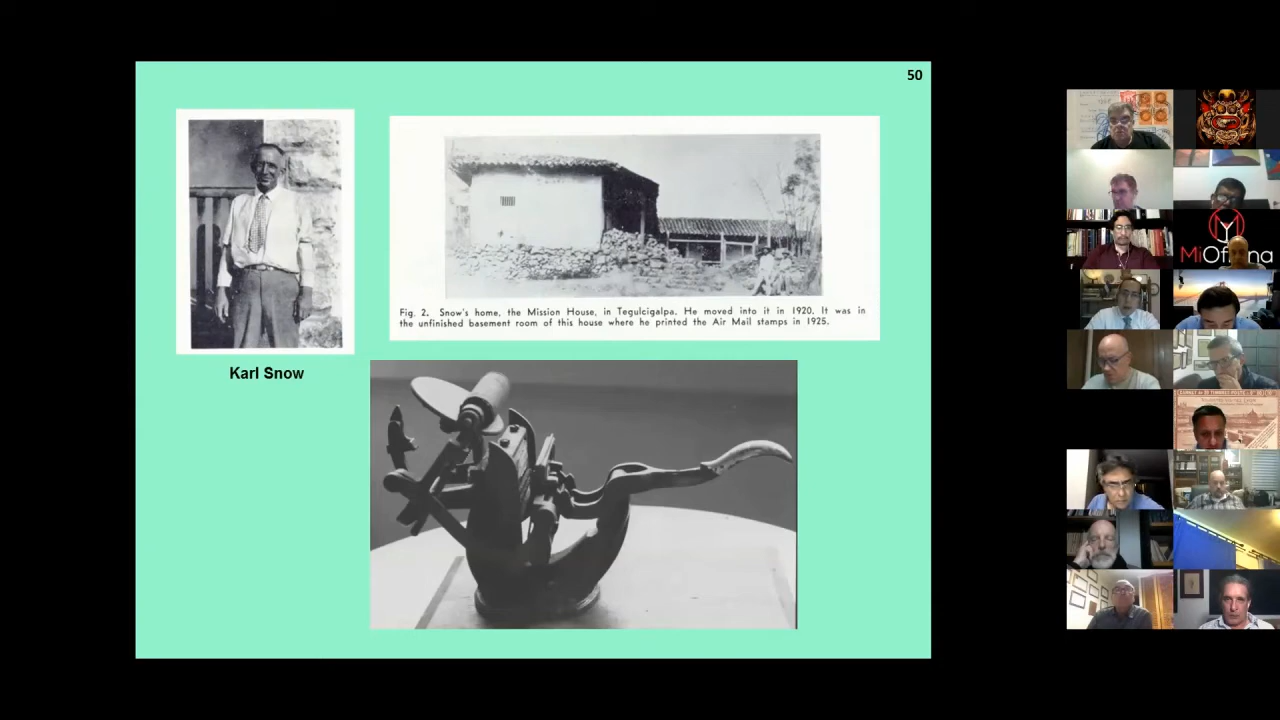 50
Fig. 2. Snow's home, the Mission House, in Tegulcigalpa. He moved into it in 1920. It was in
the unfinished basement room of this house where he printed the Air Mail stamps in 1925.
Karl Snow